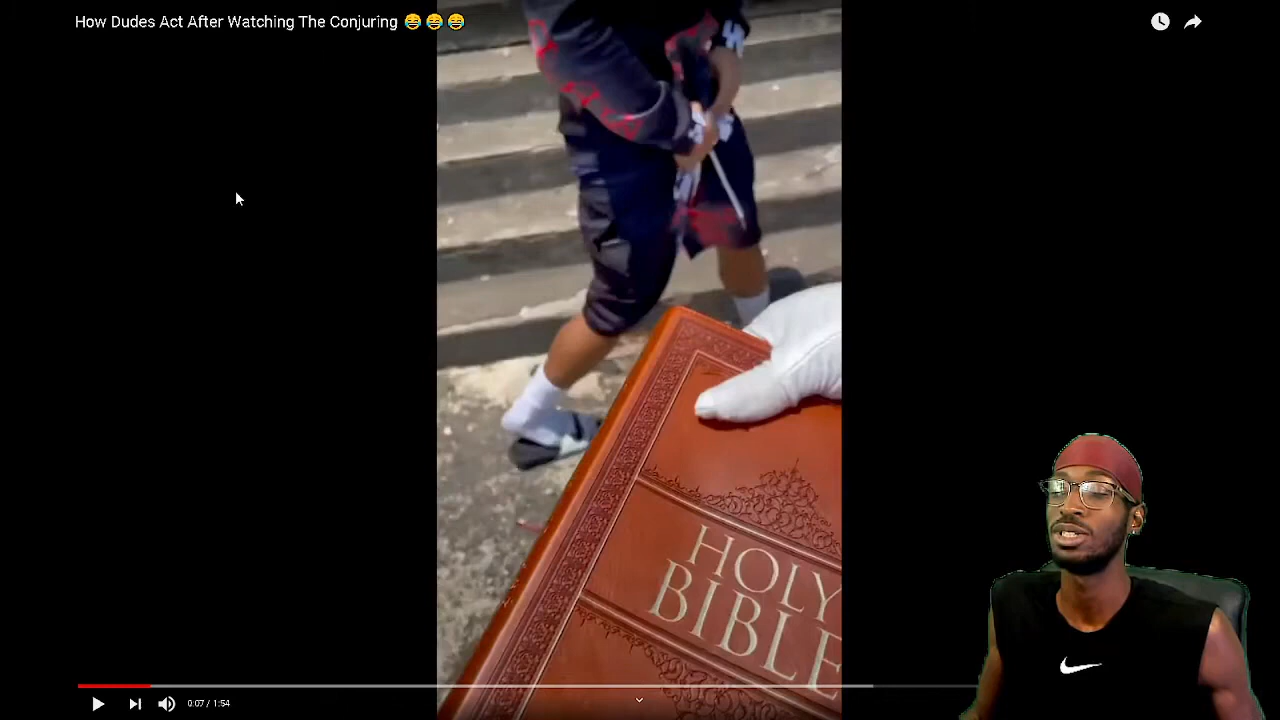 How Dudes Act After Watching The Conjuring 😂😂😂
HOLY
BIBLE
0:07 / 1:54